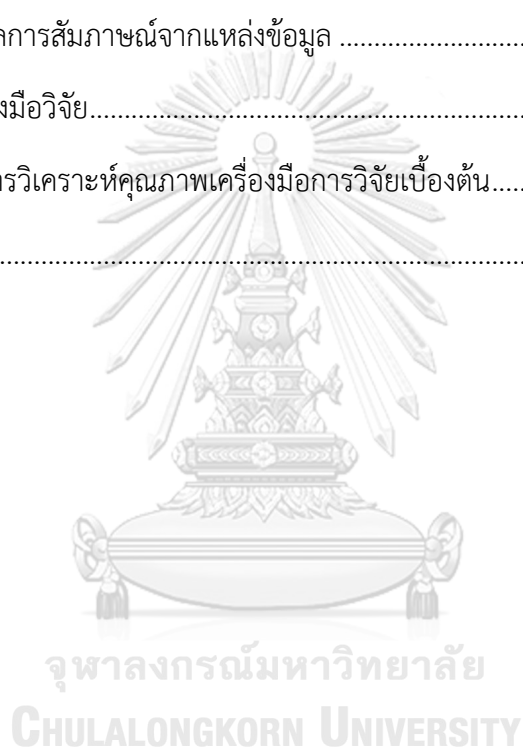 ลการสัมภาษณ์จากแหล่งข้อมูล ................................
งมือวิจัย................................................................
ารวิเคราะห์คุณภาพเครื่องมือการวิจัยเบื้องต้น......
................................................................................
จุฬาลงกรณ์มหาวิทยาลัย
CHULALONGKORN UNIVERSITY